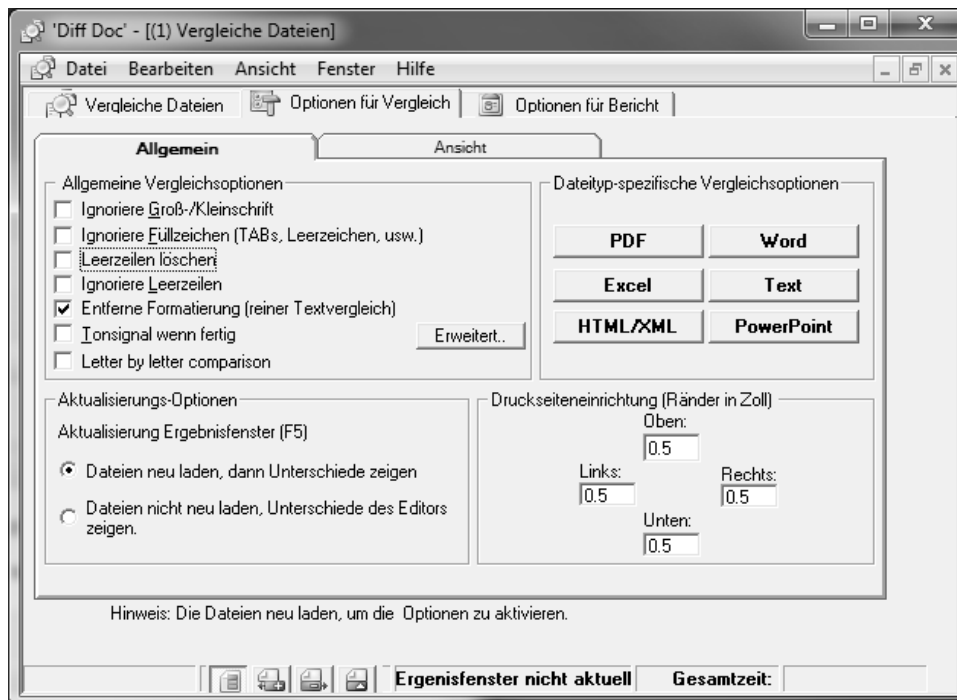 'Diff Doc' - [(1) Vergleiche Dateien]
Datei Bearbeiten Ansicht Fenster Hilfe
Vergleiche Dateien Optionen für Vergleich Optionen für Bericht
Allgemein Ansicht
Allgemeine Vergleichsoptionen
Ignoriere Groß-/Kleinschrift
Ignoriere Füllzeichen (TABs, Leerzeichen, usw.)
Leerzeilen löschen
Ignoriere Leerzeilen
Entferne Formatierung (reiner Textvergleich)
Tonsignal wenn fertig
Erweitert..
Letter by letter comparison
Dateityp-spezifische Vergleichsoptionen
PDF Word
Excel Text
HTML/XML PowerPoint
Aktualisierungs-Optionen
Aktualisierung Ergebnisfenster (F5)
Dateien neu laden, dann Unterschiede zeigen
Dateien nicht neu laden, Unterschiede des Editors
zeigen.
Druckseiteneinrichtung (Ränder in Zoll)
Oben:
0.5
Links: Rechts:
0.5 0.5
Unten:
0.5
Hinweis: Die Dateien neu laden, um die Optionen zu aktivieren.
Ergenisfenster nicht aktuell Gesamtzeit: